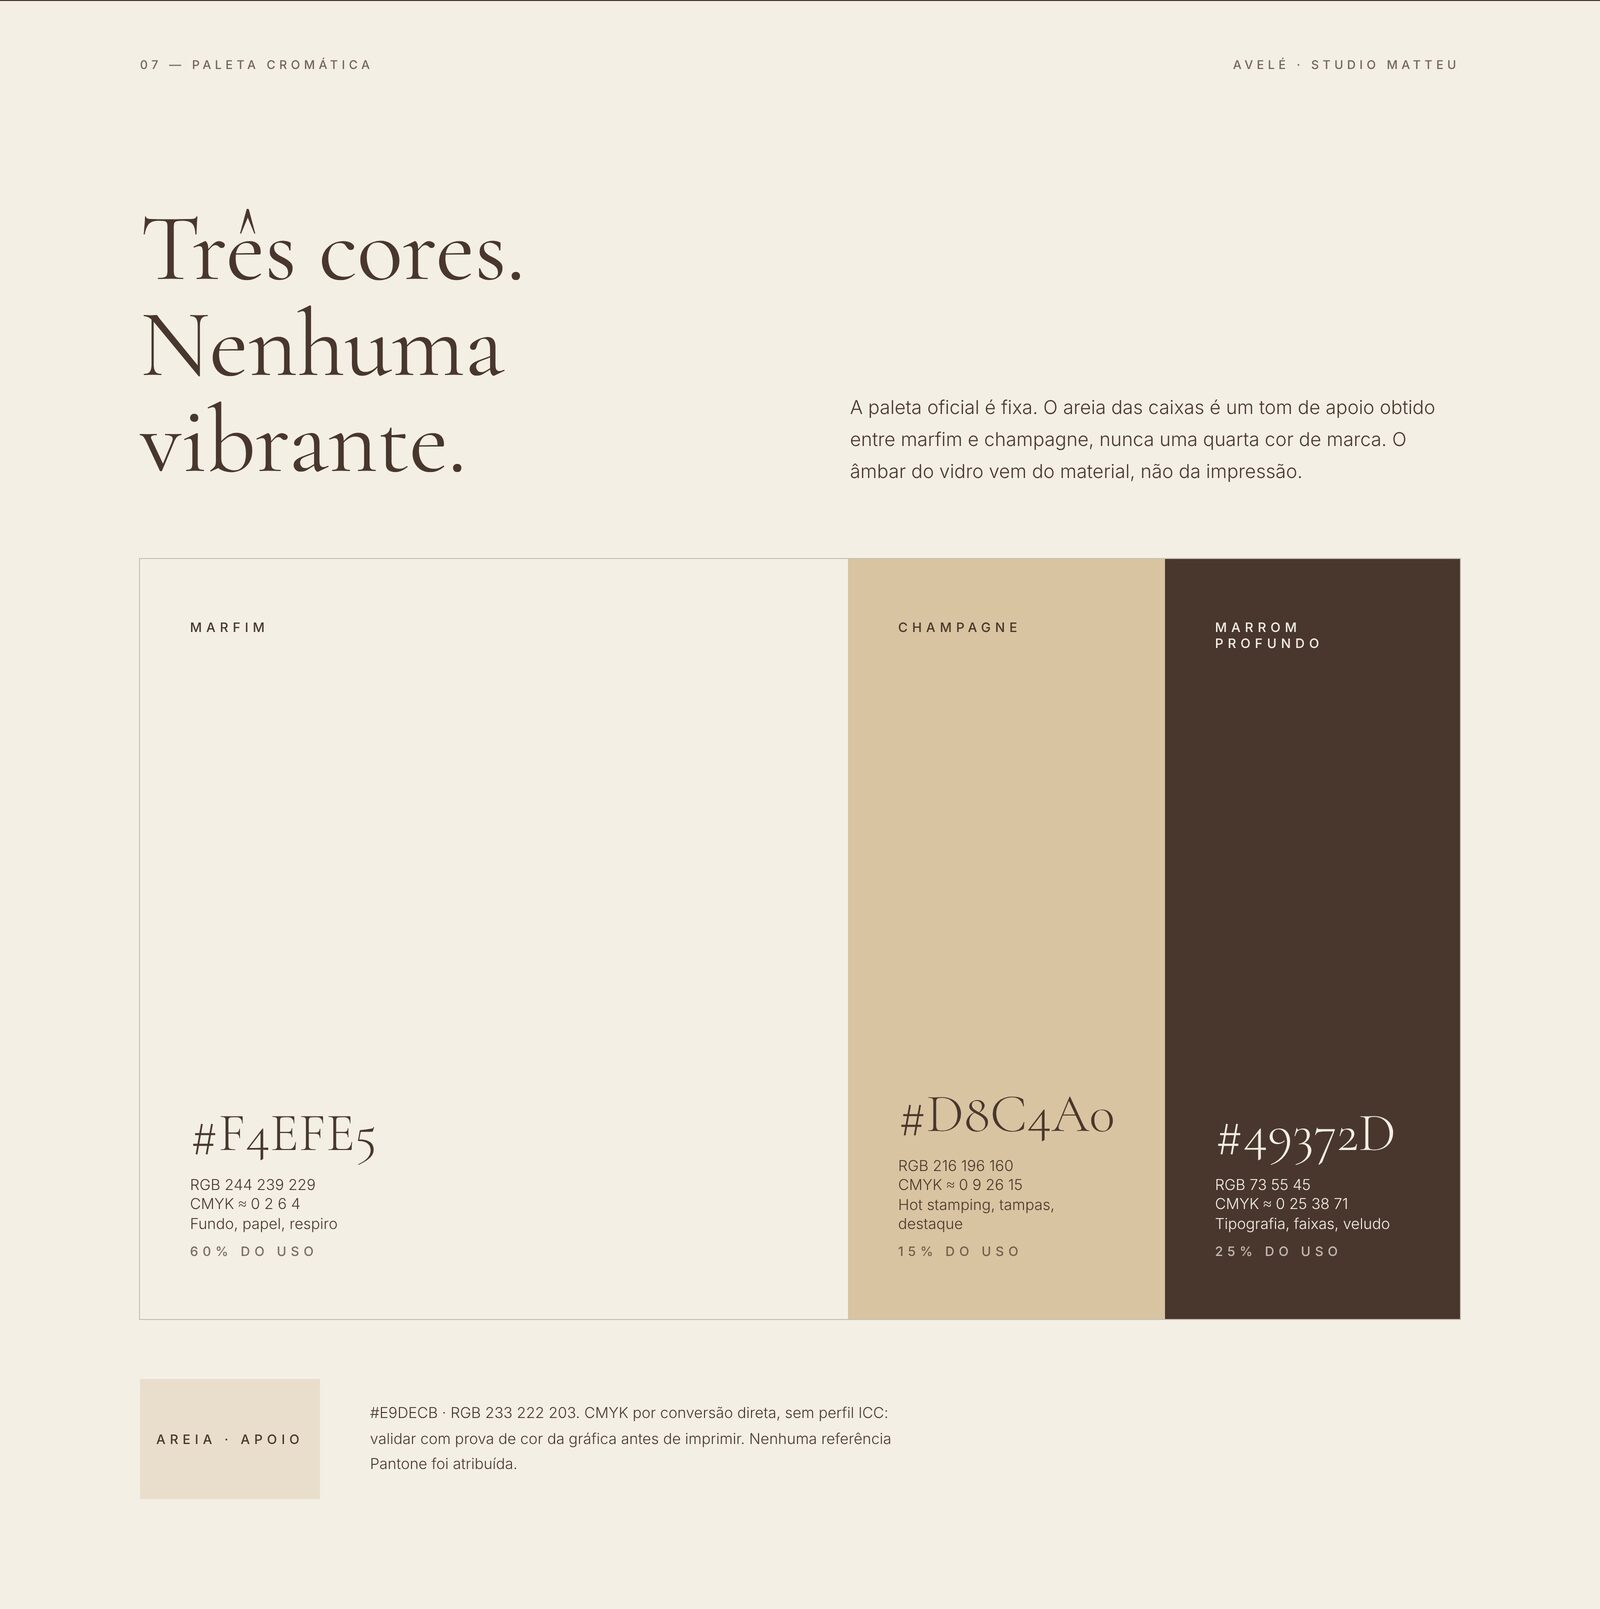 07 — PALETA CROMÁTICA
AVELÉ · STUDIO MATTEU
Três cores.
Nenhuma
vibrante.
A paleta oficial é fixa. O areia das caixas é um tom de apoio obtido
entre marfim e champagne, nunca uma quarta cor de marca. O
âmbar do vidro vem do material, não da impressão.
MARFIM
#F4EFE5
RGB 244 239 229
CMYK ≈ 0 2 6 4
Fundo, papel, respiro
60% DO USO
CHAMPAGNE
#D8C4A0
RGB 216 196 160
CMYK ≈ 0 9 26 15
Hot stamping, tampas,
destaque
15% DO USO
MARROM
PROFUNDO
#49372D
RGB 73 55 45
CMYK ≈ 0 25 38 71
Tipografia, faixas, veludo
25% DO USO
AREIA · APOIO
#E9DECB · RGB 233 222 203. CMYK por conversão direta, sem perfil ICC:
validar com prova de cor da gráfica antes de imprimir. Nenhuma referência
Pantone foi atribuída.